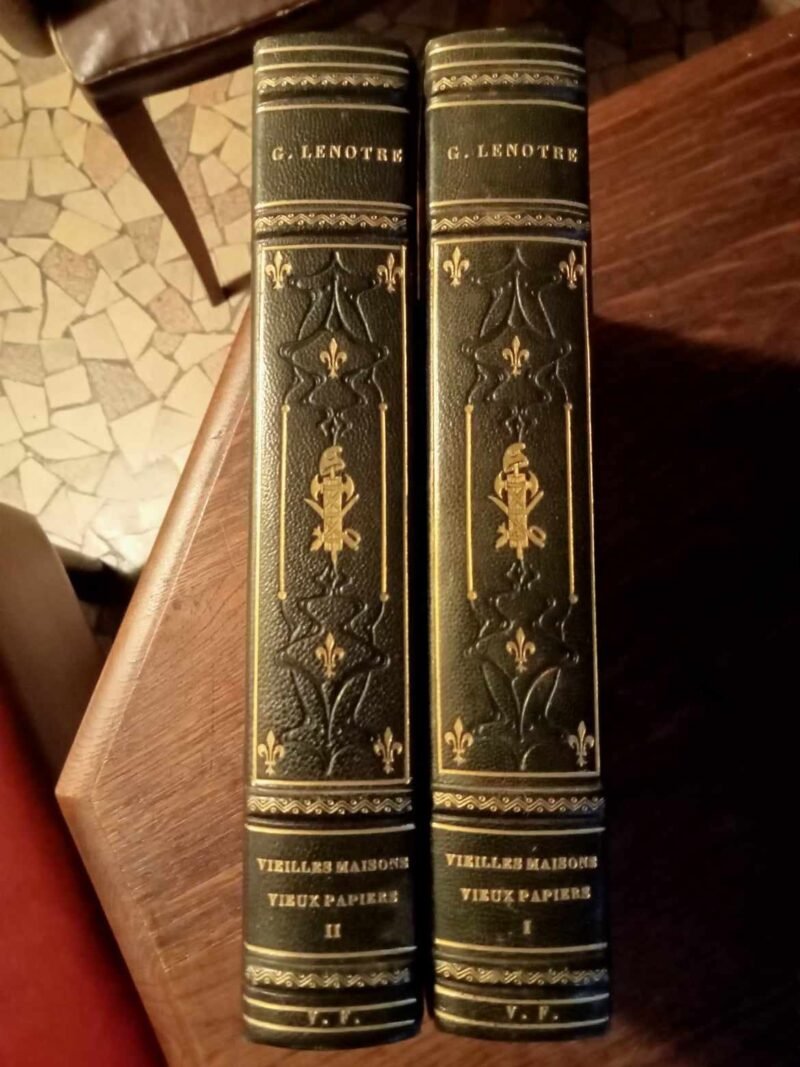 G. LENOTRE
VIEILLES MAISONS
VIEUX PAPIERS
II
V. F.
G. LENOTRE
VIEILLES MAISONS
VIEUX PAPIERS
I
V. F.